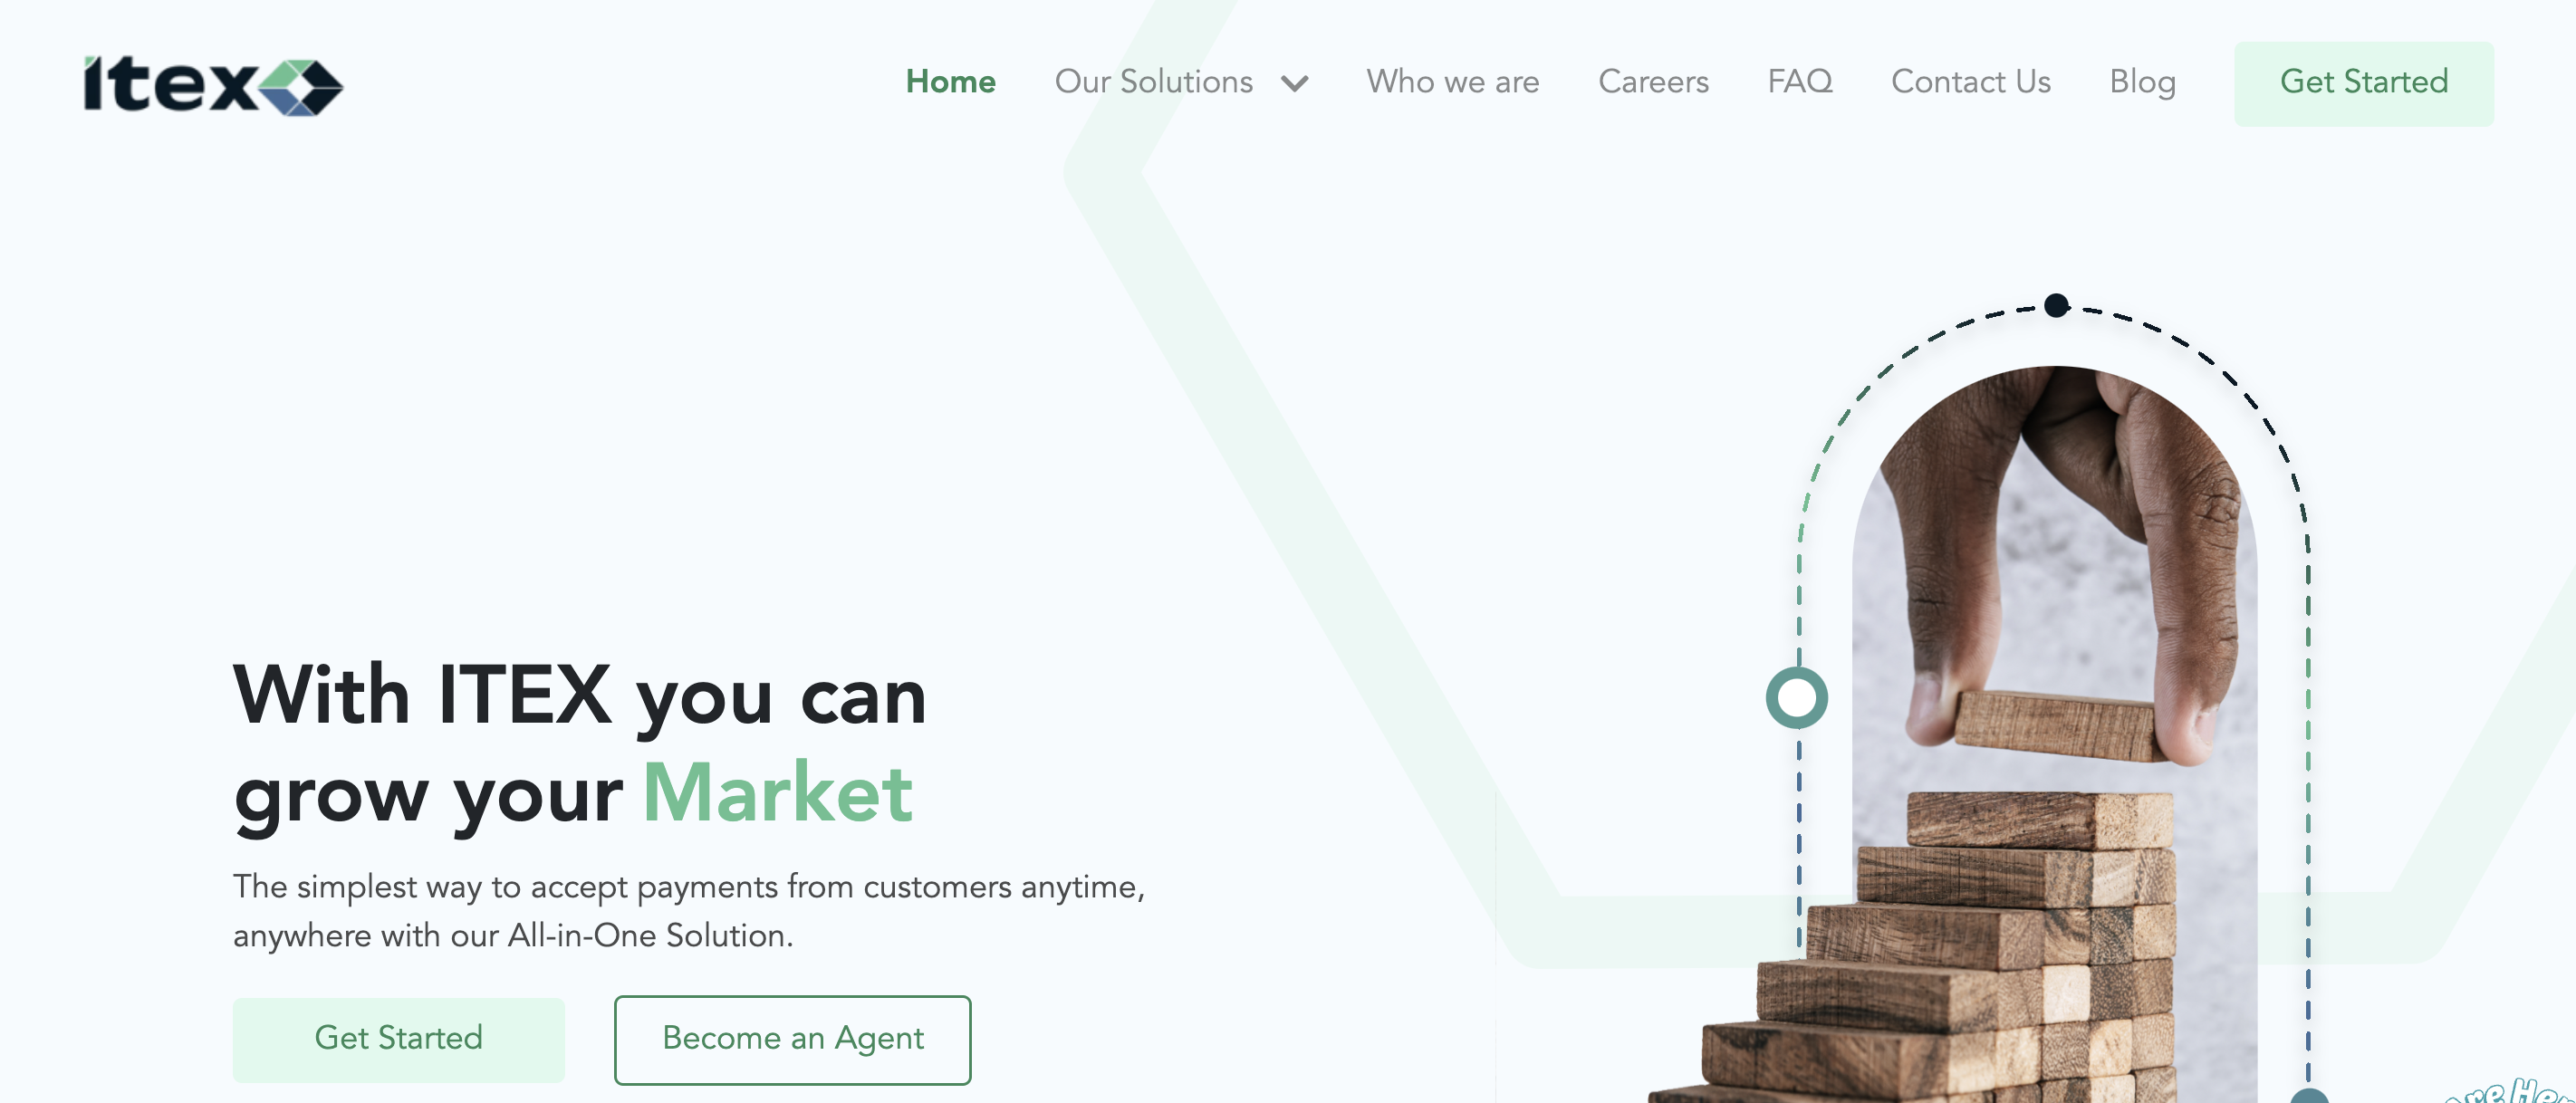 itex
Home Our Solutions Who we are Careers FAQ Contact Us Blog Get Started
With ITEX you can
grow your Market
The simplest way to accept payments from customers anytime,
anywhere with our All-in-One Solution.
Get Started Become an Agent